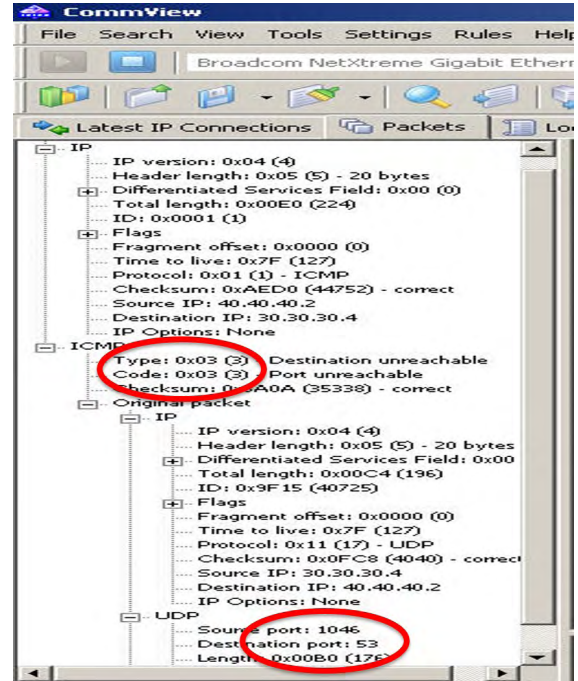 CommView
File Search View Tools Settings Rules Help
Broadcom NetXtreme Gigabit Ethern
Latest IP Connections Packets Lo
IP
IP version: 0x04 (4)
Header length: 0x05 (5) - 20 bytes
Differentiated Services Field: 0x00 (0)
Total length: 0x00E0 (224)
ID: 0x0001 (1)
Flags
Fragment offset: 0x0000 (0)
Time to live: 0x7F (127)
Protocol: 0x01 (1) - ICMP
Checksum: 0xAED0 (44752) - correct
Source IP: 40.40.40.2
Destination IP: 30.30.30.4
IP Options: None
ICMP
Type: 0x03 (3) Destination unreachable
Code: 0x03 (3) - Port unreachable
Checksum: 0x8A0A (35338) - correct
Original packet
IP
IP version: 0x04 (4)
Header length: 0x05 (5) - 20 bytes
Differentiated Services Field: 0x00
Total length: 0x00C4 (196)
ID: 0x9F15 (40725)
Flags
Fragment offset: 0x0000 (0)
Time to live: 0x7F (127)
Protocol: 0x11 (17) - UDP
Checksum: 0x0FC8 (4040) - correct
Source IP: 30.30.30.4
Destination IP: 40.40.40.2
IP Options: None
UDP
Source port: 1046
Destination port: 53
Length: 0x00B0 (176)